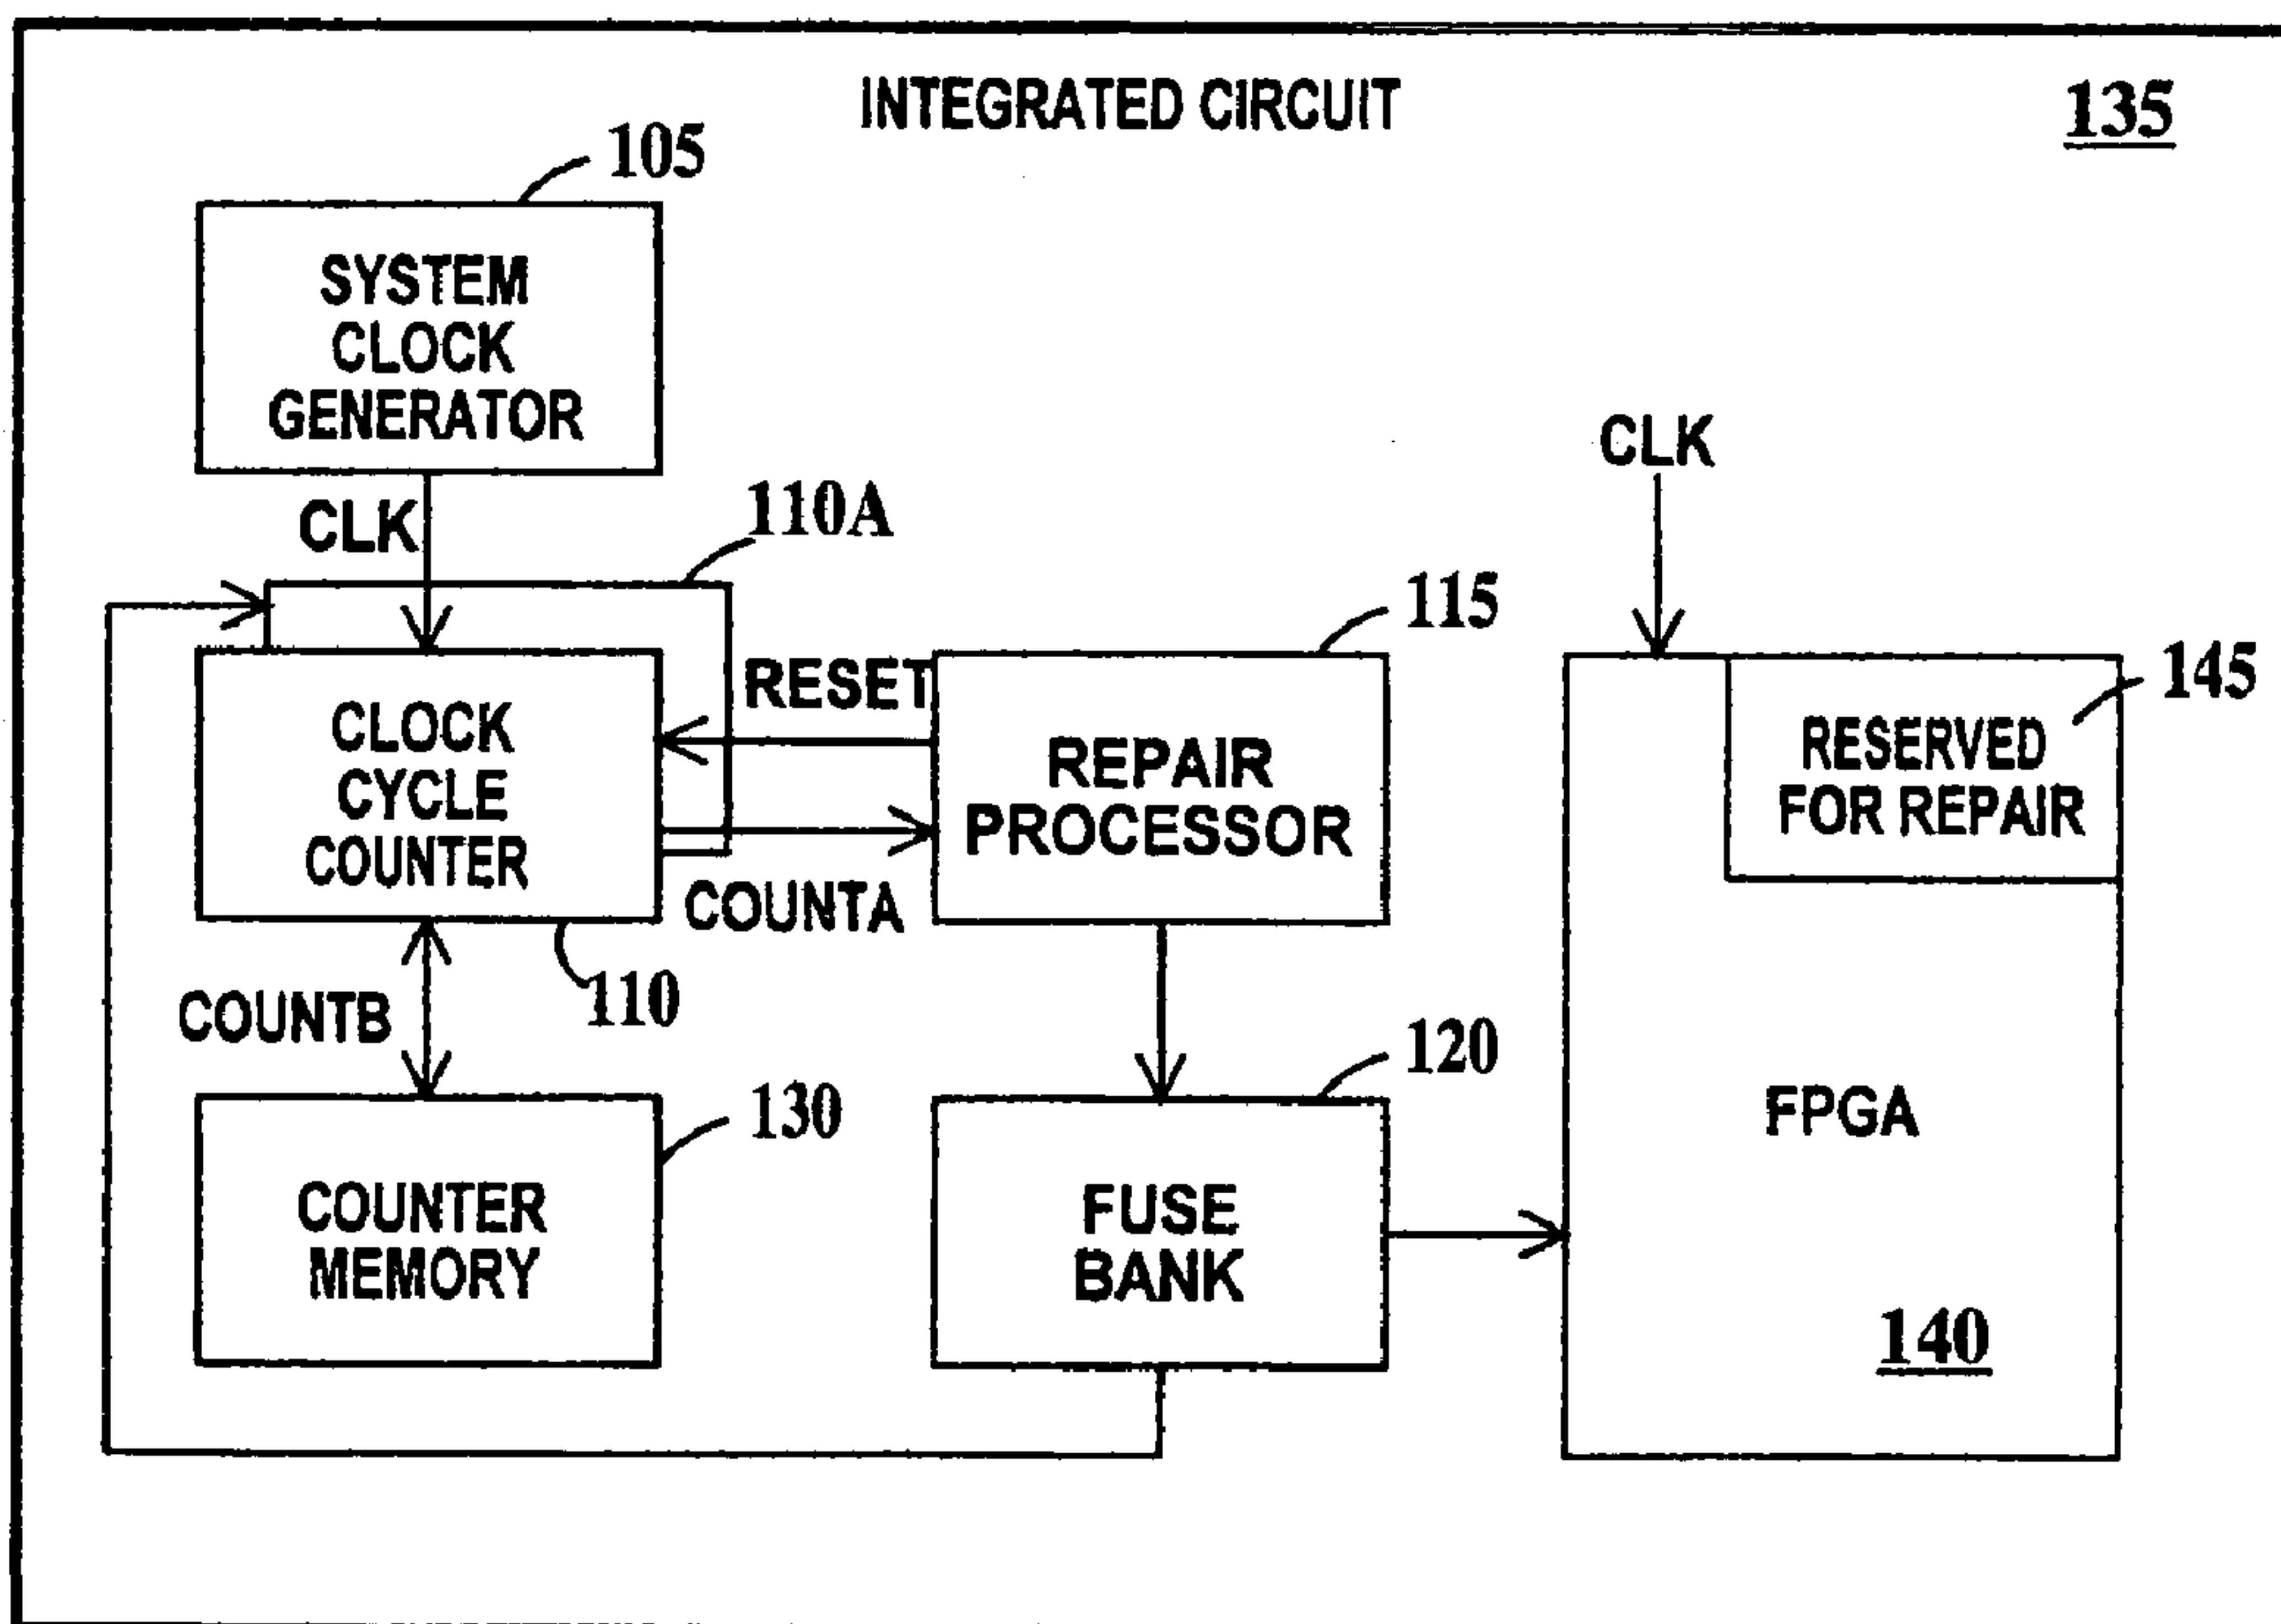 INTEGRATED CIRCUIT
135
105
SYSTEM
CLOCK
GENERATOR
CLK
CLK
110A
115
RESET
145
CLOCK
CYCLE
COUNTER
REPAIR
PROCESSOR
RESERVED
FOR REPAIR
COUNTA
110
COUNTB
120
130
FPGA
COUNTER
MEMORY
FUSE
BANK
140